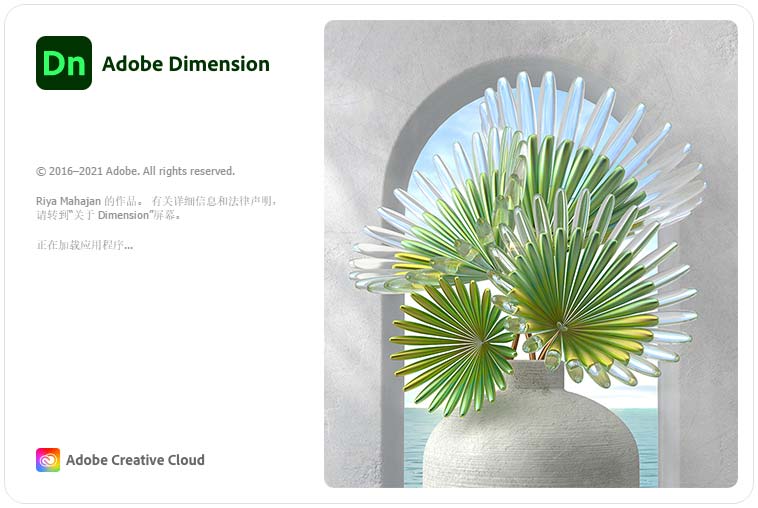 Dn
Adobe Dimension
© 2016–2021 Adobe. All rights reserved.
Riya Mahajan 的作品。 有关详细信息和法律声明，
请转到“关于 Dimension”屏幕。
正在加载应用程序...
Adobe Creative Cloud